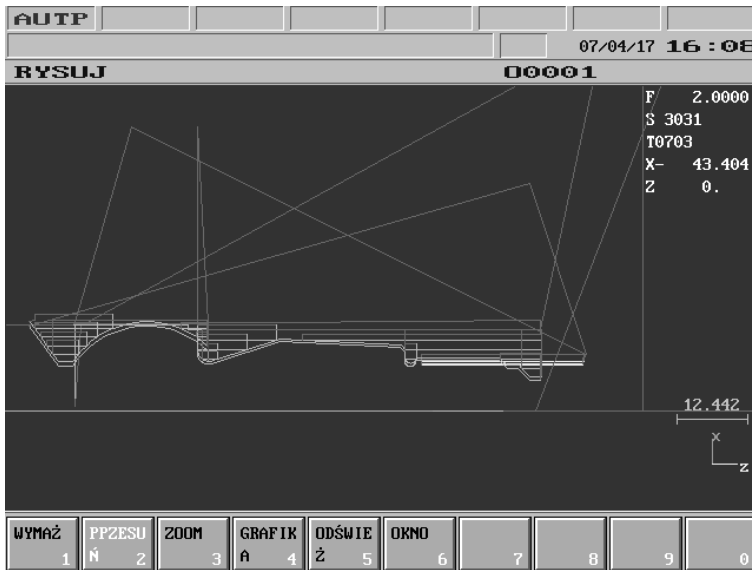 AUTP
07/04/17 16:08
RYSUJ O0001
F 2.0000
S 3031
T0703
X- 43.404
Z 0.
12.442
X
Z
WYMAŻ 1
PPZESU
Ń 2
ZOOM 3
GRAFIK
A 4
ODŚWIE
Ż 5
OKNO 6
7
8
9
0